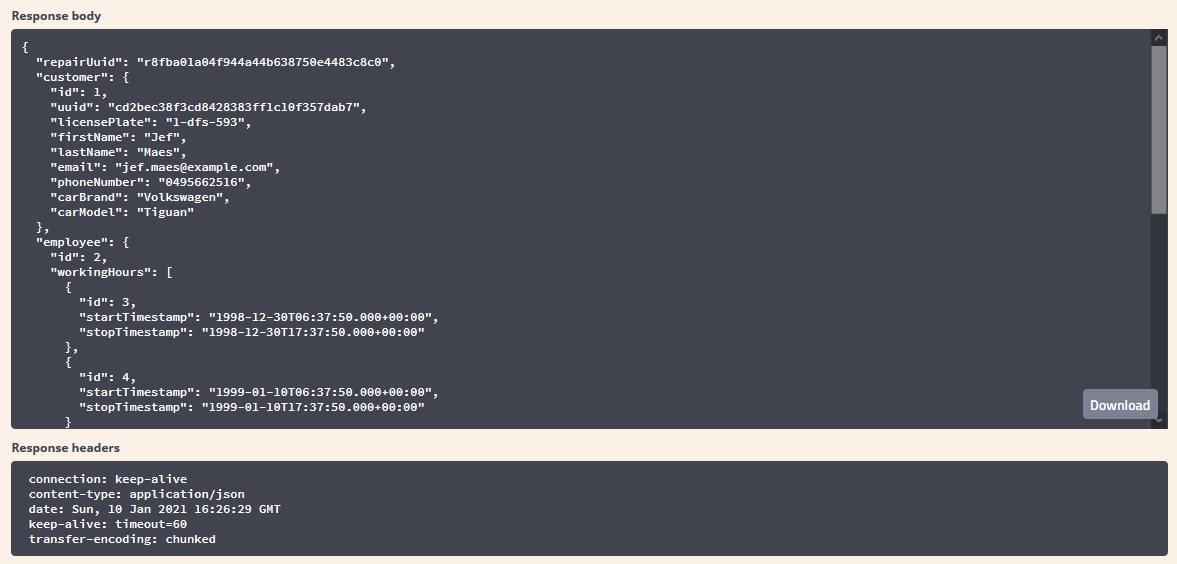 Response body
{
  "repairUuid": "r8fba01a04f944a44b638750e4483c8c0",
  "customer": {
    "id": 1,
    "uuid": "cd2bec38f3cd8428383ff1c10f357dab7",
    "licensePlate": "1-dfs-593",
    "firstName": "Jef",
    "lastName": "Maes",
    "email": "jef.maes@example.com",
    "phoneNumber": "0495662516",
    "carBrand": "Volkswagen",
    "carModel": "Tiguan"
  },
  "employee": {
    "id": 2,
    "workingHours": [
      {
        "id": 3,
        "startTimestamp": "1998-12-30T06:37:50.000+00:00",
        "stopTimestamp": "1998-12-30T17:37:50.000+00:00"
      },
      {
        "id": 4,
        "startTimestamp": "1999-01-10T06:37:50.000+00:00",
        "stopTimestamp": "1999-01-10T17:37:50.000+00:00"
      }
Download
Response headers
connection: keep-alive
content-type: application/json
date: Sun, 10 Jan 2021 16:26:29 GMT
keep-alive: timeout=60
transfer-encoding: chunked